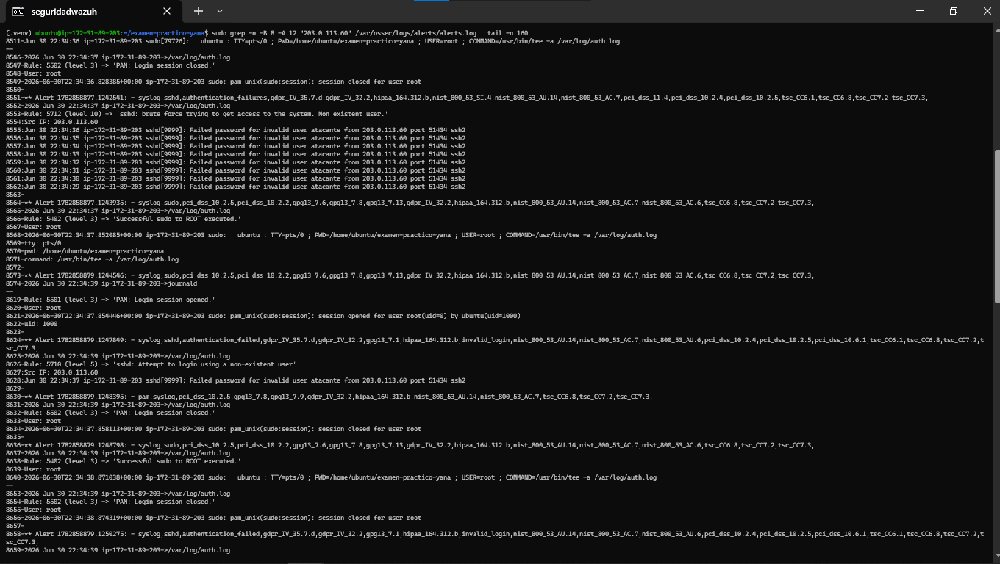 seguridadwazuh
(.venv) ubuntu@ip-172-31-89-203:~/examen-practico-yana$ sudo grep -n -B 8 -A 12 "203.0.113.60" /var/ossec/logs/alerts/alerts.log | tail -n 160
8511-Jun 30 22:34:36 ip-172-31-89-203 sudo[79726]:   ubuntu : TTY=pts/0 ; PWD=/home/ubuntu/examen-practico-yana ; USER=root ; COMMAND=/usr/bin/tee -a /var/log/auth.log
--
8546-2026 Jun 30 22:34:37 ip-172-31-89-203->/var/log/auth.log
8547-Rule: 5502 (level 3) -> 'PAM: Login session closed.'
8548-User: root
8549-2026-06-30T22:34:36.828385+00:00 ip-172-31-89-203 sudo: pam_unix(sudo:session): session closed for user root
8550-
8551-** Alert 1782858877.1242541: - syslog,sshd,authentication_failures,gdpr_IV_35.7.d,gdpr_IV_32.2,hipaa_164.312.b,nist_800_53_SI.4,nist_800_53_AU.14,nist_800_53_AC.7,pci_dss_11.4,pci_dss_10.2.4,pci_dss_10.2.5,tsc_CC6.1,tsc_CC6.8,tsc_CC7.2,tsc_CC7.3,
8552-2026 Jun 30 22:34:37 ip-172-31-89-203->/var/log/auth.log
8553-Rule: 5712 (level 10) -> 'sshd: brute force trying to get access to the system. Non existent user.'
8554:Src IP: 203.0.113.60
8555:Jun 30 22:34:36 ip-172-31-89-203 sshd[9999]: Failed password for invalid user atacante from 203.0.113.60 port 51434 ssh2
8556:Jun 30 22:34:35 ip-172-31-89-203 sshd[9999]: Failed password for invalid user atacante from 203.0.113.60 port 51434 ssh2
8557:Jun 30 22:34:34 ip-172-31-89-203 sshd[9999]: Failed password for invalid user atacante from 203.0.113.60 port 51434 ssh2
8558:Jun 30 22:34:33 ip-172-31-89-203 sshd[9999]: Failed password for invalid user atacante from 203.0.113.60 port 51434 ssh2
8559:Jun 30 22:34:32 ip-172-31-89-203 sshd[9999]: Failed password for invalid user atacante from 203.0.113.60 port 51434 ssh2
8560:Jun 30 22:34:31 ip-172-31-89-203 sshd[9999]: Failed password for invalid user atacante from 203.0.113.60 port 51434 ssh2
8561:Jun 30 22:34:30 ip-172-31-89-203 sshd[9999]: Failed password for invalid user atacante from 203.0.113.60 port 51434 ssh2
8562:Jun 30 22:34:29 ip-172-31-89-203 sshd[9999]: Failed password for invalid user atacante from 203.0.113.60 port 51434 ssh2
8563-
8564-** Alert 1782858877.1243935: - syslog,sudo,pci_dss_10.2.5,pci_dss_10.2.2,gpg13_7.6,gpg13_7.8,gpg13_7.13,gdpr_IV_32.2,hipaa_164.312.b,nist_800_53_AU.14,nist_800_53_AC.7,nist_800_53_AC.6,tsc_CC6.8,tsc_CC7.2,tsc_CC7.3,
8565-2026 Jun 30 22:34:37 ip-172-31-89-203->/var/log/auth.log
8566-Rule: 5402 (level 3) -> 'Successful sudo to ROOT executed.'
8567-User: root
8568-2026-06-30T22:34:37.852085+00:00 ip-172-31-89-203 sudo:   ubuntu : TTY=pts/0 ; PWD=/home/ubuntu/examen-practico-yana ; USER=root ; COMMAND=/usr/bin/tee -a /var/log/auth.log
8569-tty: pts/0
8570-pwd: /home/ubuntu/examen-practico-yana
8571-command: /usr/bin/tee -a /var/log/auth.log
8572-
8573-** Alert 1782858879.1244546: - syslog,sudo,pci_dss_10.2.5,pci_dss_10.2.2,gpg13_7.6,gpg13_7.8,gpg13_7.13,gdpr_IV_32.2,hipaa_164.312.b,nist_800_53_AU.14,nist_800_53_AC.7,nist_800_53_AC.6,tsc_CC6.8,tsc_CC7.2,tsc_CC7.3,
8574-2026 Jun 30 22:34:39 ip-172-31-89-203->journald
--
8619-Rule: 5501 (level 3) -> 'PAM: Login session opened.'
8620-User: root
8621-2026-06-30T22:34:37.854446+00:00 ip-172-31-89-203 sudo: pam_unix(sudo:session): session opened for user root(uid=0) by ubuntu(uid=1000)
8622-uid: 1000
8623-
8624-** Alert 1782858879.1247849: - syslog,sshd,authentication_failed,gdpr_IV_35.7.d,gdpr_IV_32.2,gpg13_7.1,hipaa_164.312.b,invalid_login,nist_800_53_AU.14,nist_800_53_AC.7,nist_800_53_AU.6,pci_dss_10.2.4,pci_dss_10.2.5,pci_dss_10.6.1,tsc_CC6.1,tsc_CC6.8,tsc_CC7.2,t
sc_CC7.3,
8625-2026 Jun 30 22:34:39 ip-172-31-89-203->/var/log/auth.log
8626-Rule: 5710 (level 5) -> 'sshd: Attempt to login using a non-existent user'
8627:Src IP: 203.0.113.60
8628:Jun 30 22:34:37 ip-172-31-89-203 sshd[9999]: Failed password for invalid user atacante from 203.0.113.60 port 51434 ssh2
8629-
8630-** Alert 1782858879.1248395: - pam,syslog,pci_dss_10.2.5,gpg13_7.8,gpg13_7.9,gdpr_IV_32.2,hipaa_164.312.b,nist_800_53_AU.14,nist_800_53_AC.7,tsc_CC6.8,tsc_CC7.2,tsc_CC7.3,
8631-2026 Jun 30 22:34:39 ip-172-31-89-203->/var/log/auth.log
8632-Rule: 5502 (level 3) -> 'PAM: Login session closed.'
8633-User: root
8634-2026-06-30T22:34:37.858113+00:00 ip-172-31-89-203 sudo: pam_unix(sudo:session): session closed for user root
8635-
8636-** Alert 1782858879.1248798: - syslog,sudo,pci_dss_10.2.5,pci_dss_10.2.2,gpg13_7.6,gpg13_7.8,gpg13_7.13,gdpr_IV_32.2,hipaa_164.312.b,nist_800_53_AU.14,nist_800_53_AC.7,nist_800_53_AC.6,tsc_CC6.8,tsc_CC7.2,tsc_CC7.3,
8637-2026 Jun 30 22:34:39 ip-172-31-89-203->/var/log/auth.log
8638-Rule: 5402 (level 3) -> 'Successful sudo to ROOT executed.'
8639-User: root
8640-2026-06-30T22:34:38.871038+00:00 ip-172-31-89-203 sudo:   ubuntu : TTY=pts/0 ; PWD=/home/ubuntu/examen-practico-yana ; USER=root ; COMMAND=/usr/bin/tee -a /var/log/auth.log
--
8653-2026 Jun 30 22:34:39 ip-172-31-89-203->/var/log/auth.log
8654-Rule: 5502 (level 3) -> 'PAM: Login session closed.'
8655-User: root
8656-2026-06-30T22:34:38.874319+00:00 ip-172-31-89-203 sudo: pam_unix(sudo:session): session closed for user root
8657-
8658-** Alert 1782858879.1250275: - syslog,sshd,authentication_failed,gdpr_IV_35.7.d,gdpr_IV_32.2,gpg13_7.1,hipaa_164.312.b,invalid_login,nist_800_53_AU.14,nist_800_53_AC.7,nist_800_53_AU.6,pci_dss_10.2.4,pci_dss_10.2.5,pci_dss_10.6.1,tsc_CC6.1,tsc_CC6.8,tsc_CC7.2,t
sc_CC7.3,
8659-2026 Jun 30 22:34:39 ip-172-31-89-203->/var/log/auth.log